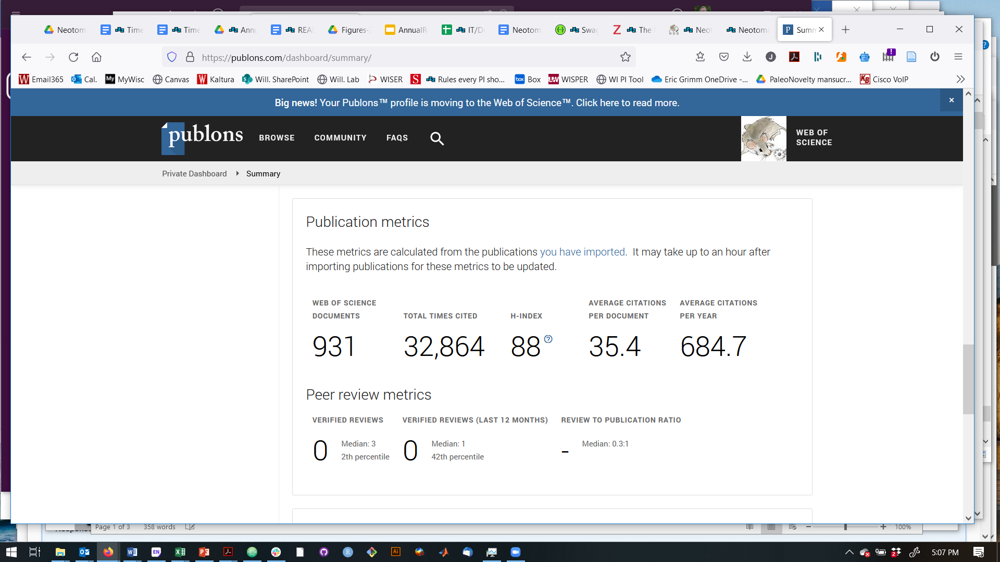 Neotom
Time
Time
Annu
REA
Figures-
AnnualR
IT/D
Neotom
Swag
The
Neot
Neotoma
Summ
https://publons.com/dashboard/summary/
Email365
Cal.
MyWisc
Canvas
Kaltura
Will. SharePoint
Will. Lab
WISER
Rules every PI sho...
Box
WISPER
WI PI Tool
Eric Grimm OneDrive -...
PaleoNovelty mansucr...
Cisco VoIP
Big news! Your Publons™ profile is moving to the Web of Science™. Click here to read more.
publons
BROWSE
COMMUNITY
FAQS
WEB OF
SCIENCE
Private Dashboard
Summary
Publication metrics
These metrics are calculated from the publications you have imported. It may take up to an hour after
importing publications for these metrics to be updated.
WEB OF SCIENCE
DOCUMENTS
TOTAL TIMES CITED
H-INDEX
AVERAGE CITATIONS
PER DOCUMENT
AVERAGE CITATIONS
PER YEAR
931
32,864
88
35.4
684.7
Peer review metrics
VERIFIED REVIEWS
VERIFIED REVIEWS (LAST 12 MONTHS)
REVIEW TO PUBLICATION RATIO
0
Median: 3
2th percentile
0
Median: 1
42th percentile
-
Median: 0.3:1
Page 1 of 3
358 words
100%
5:07 PM